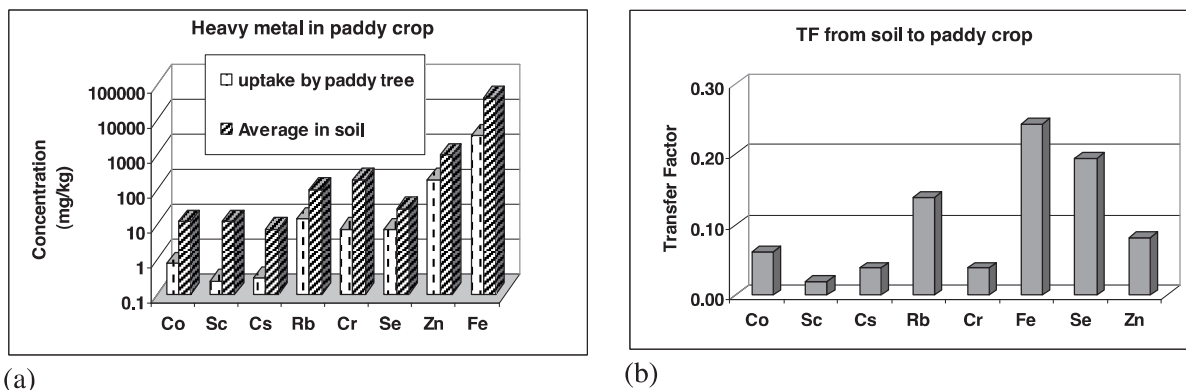 Heavy metal in paddy crop
uptake by paddy tree
Average in soil
Concentration
(mg/kg)
100000
10000
1000
100
10
1
0.1
Co Sc Cs Rb Cr Se Zn Fe
(a)
TF from soil to paddy crop
Transfer Factor
0.30
0.20
0.10
0.00
Co Sc Cs Rb Cr Fe Se Zn
(b)